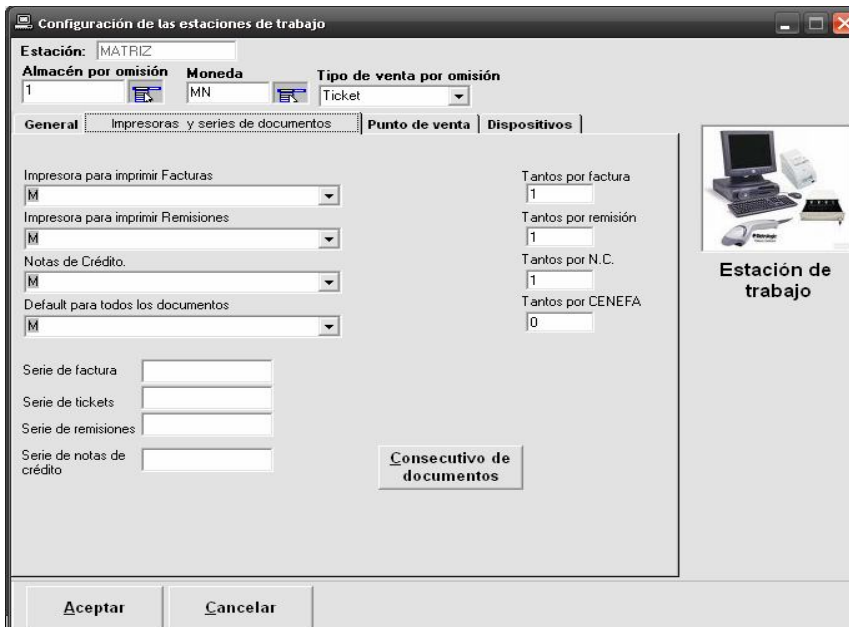 Configuración de las estaciones de trabajo
Estación: MATRIZ
Almacén por omisión Moneda Tipo de venta por omisión
1 MN Ticket
General Impresoras y series de documentos Punto de venta Dispositivos
Impresora para imprimir Facturas Tantos por factura
M 1
Impresora para imprimir Remisiones Tantos por remisión
M 1
Notas de Crédito. Tantos por N.C.
M 1
Default para todos los documentos Tantos por CENEFA
M 0
Serie de factura
Serie de tickets
Serie de remisiones
Serie de notas de
crédito
Consecutivo de
documentos
Estación de
trabajo
Aceptar Cancelar